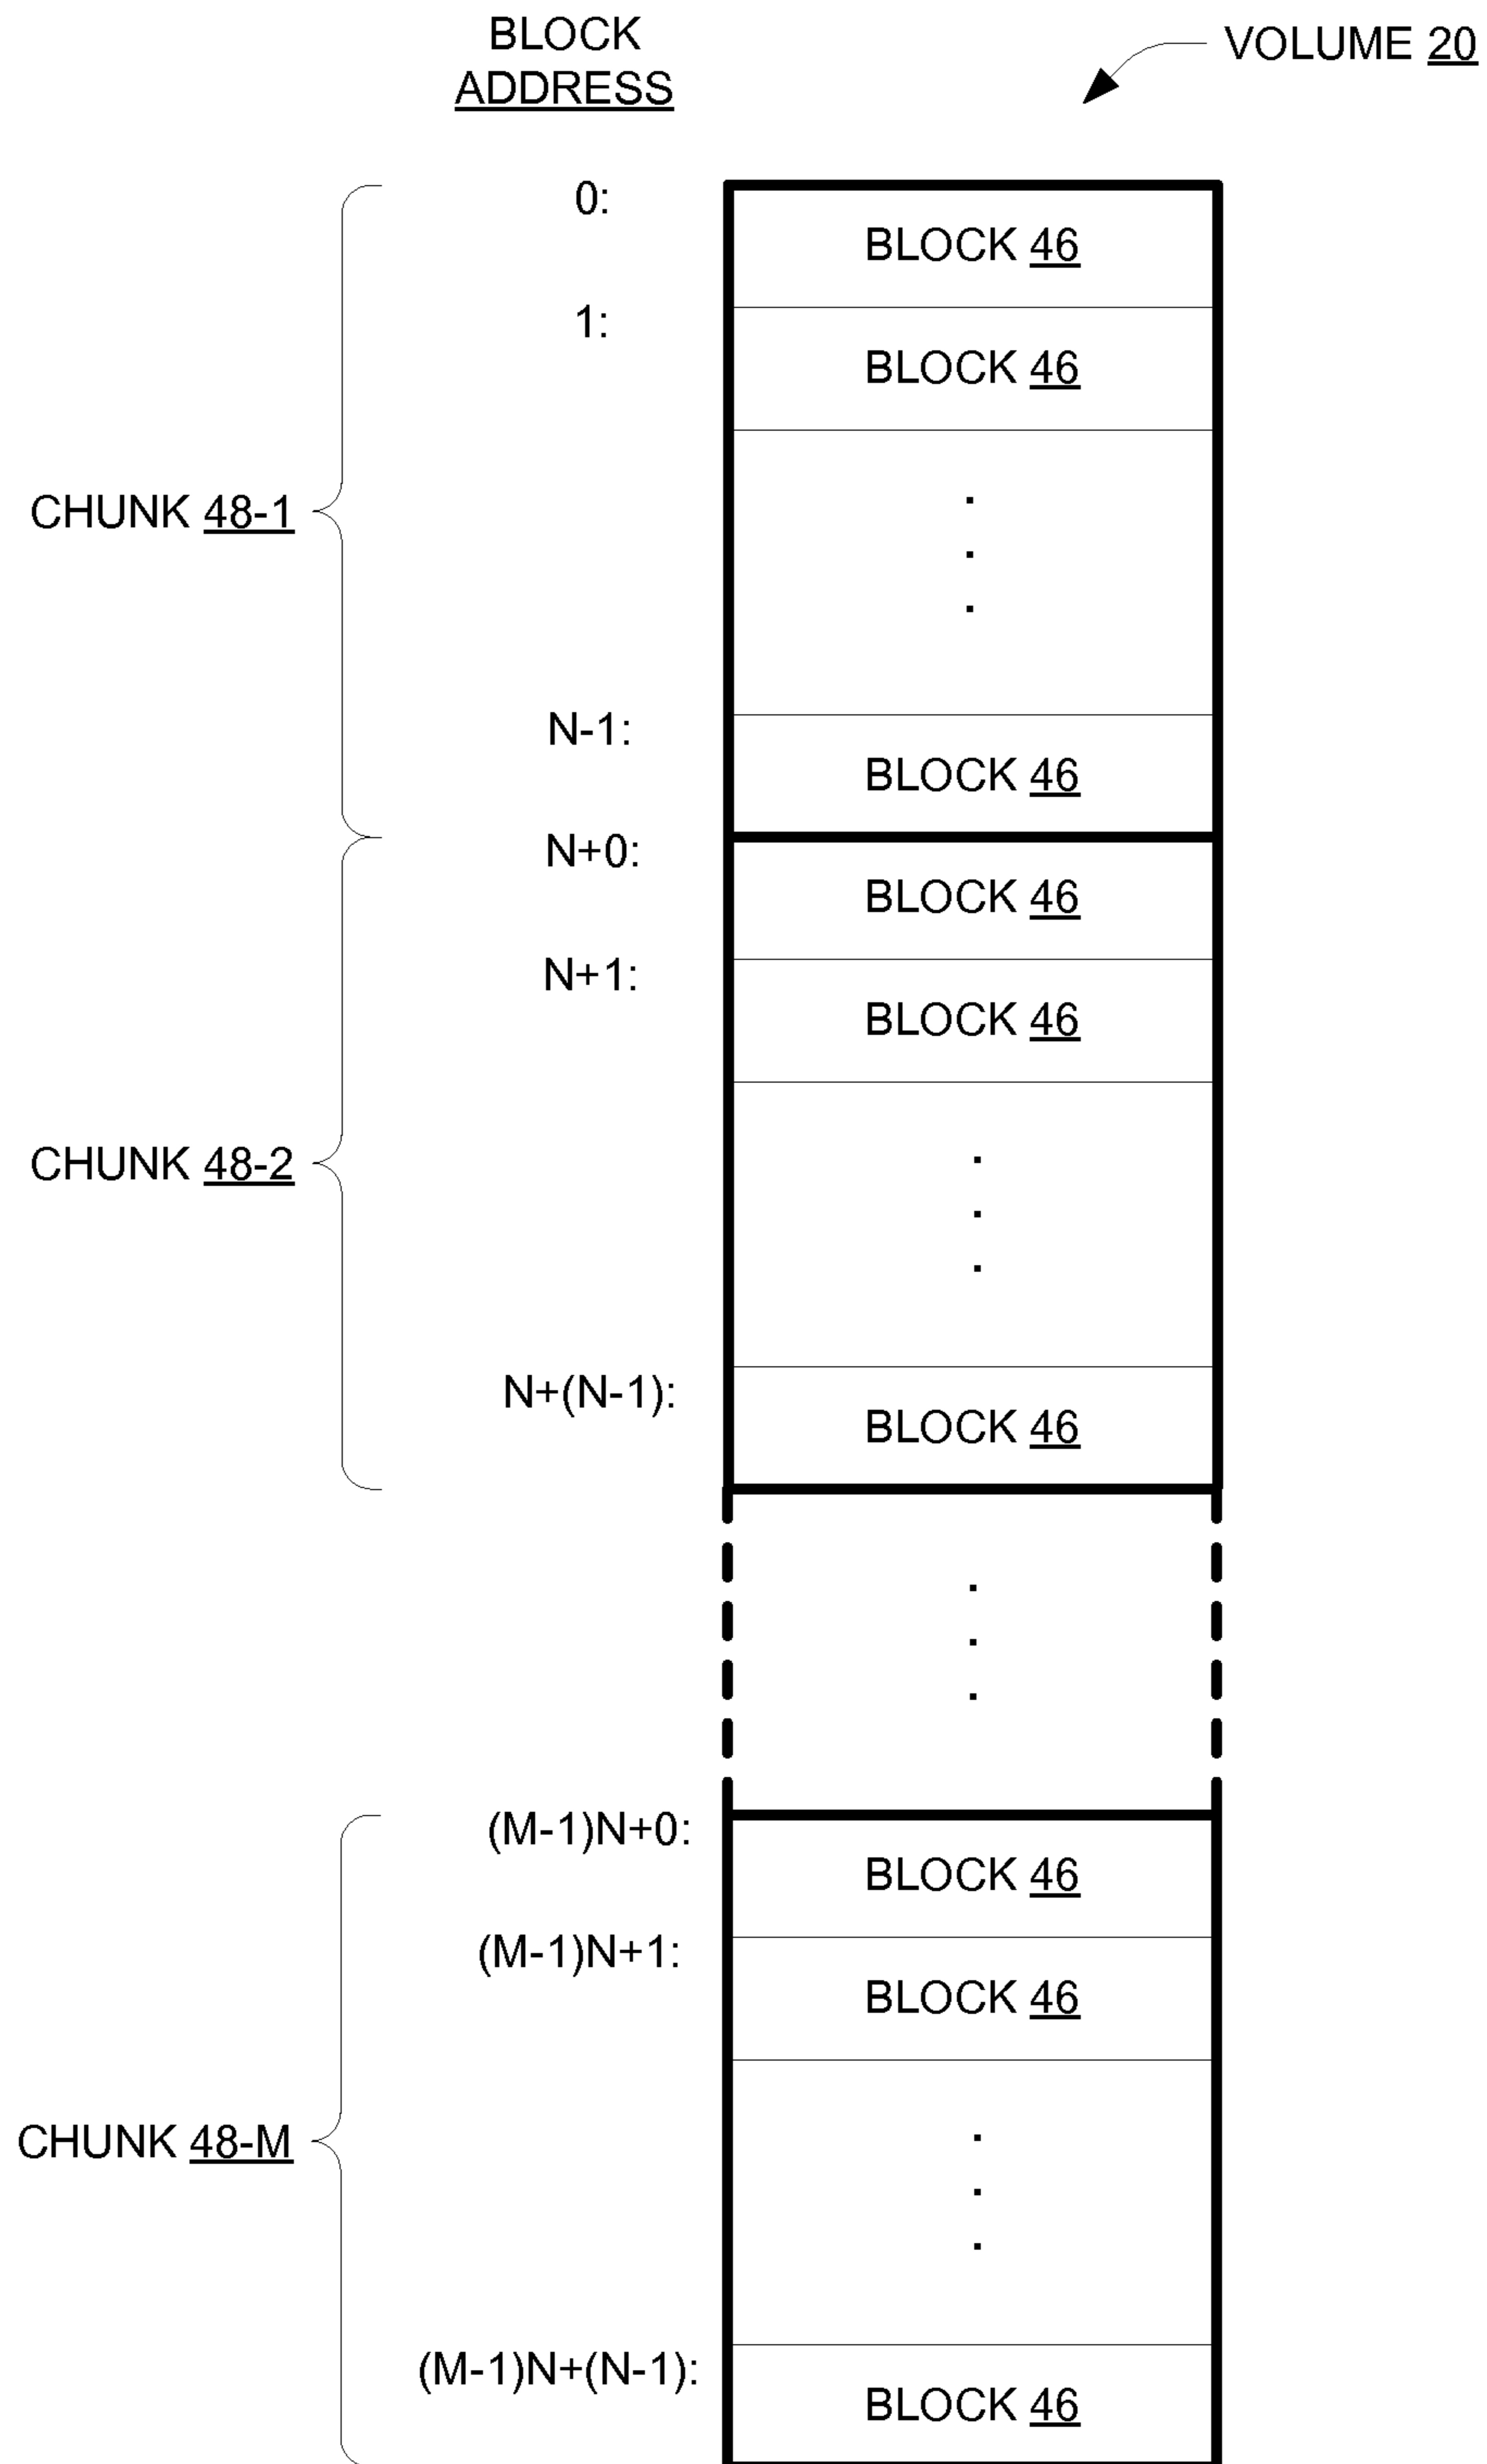 BLOCK
ADDRESS
VOLUME 20
0:
BLOCK 46
1:
BLOCK 46
CHUNK 48-1
N-1:
BLOCK 46
N+0:
BLOCK 46
N+1:
BLOCK 46
CHUNK 48-2
N+(N-1):
BLOCK 46
(M-1)N+0:
BLOCK 46
(M-1)N+1:
BLOCK 46
CHUNK 48-M
(M-1)N+(N-1):
BLOCK 46